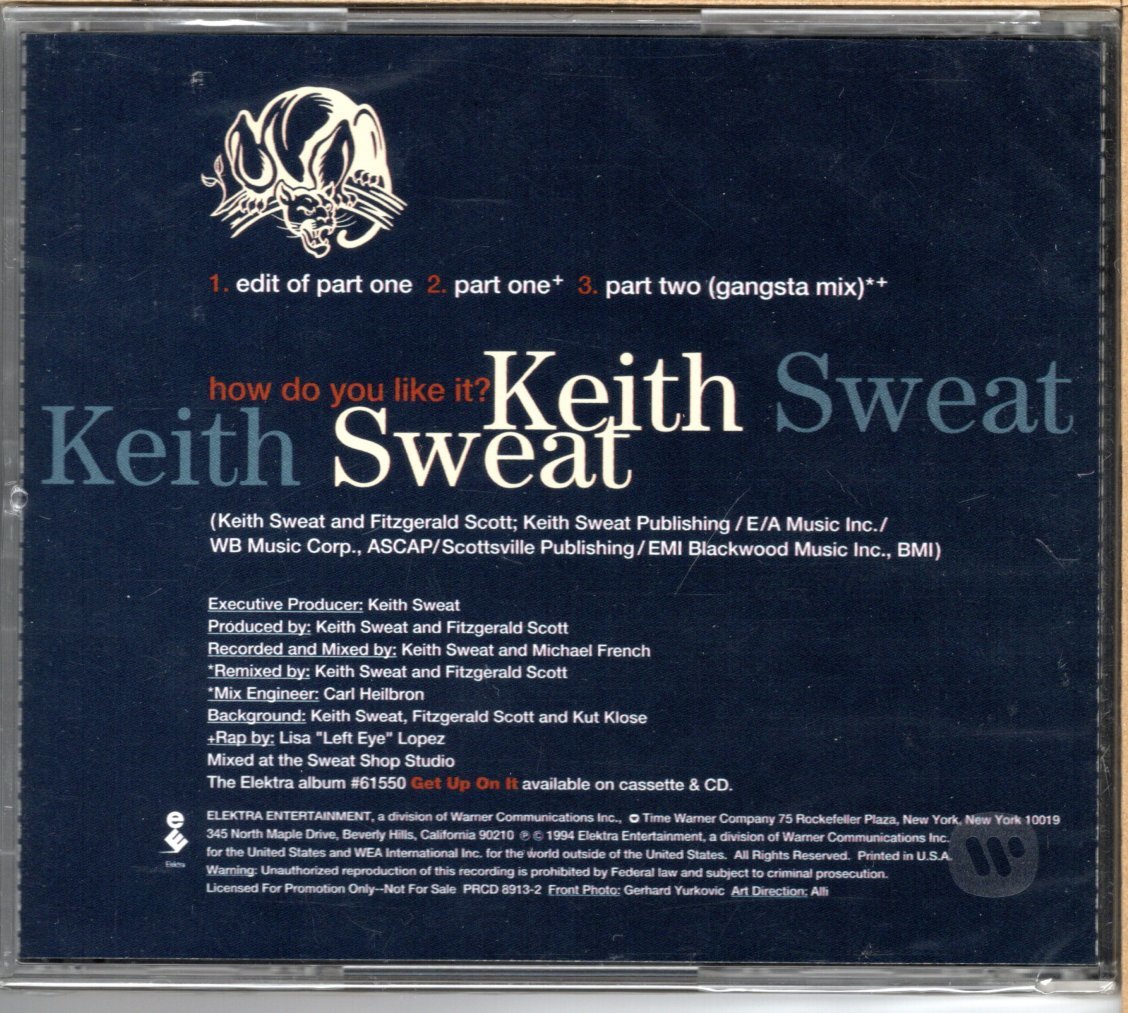 1. edit of part one 2. part one+ 3. part two (gangsta mix)*+
how do you like it? Keith Sweat
Keith Sweat
(Keith Sweat and Fitzgerald Scott; Keith Sweat Publishing / E/A Music Inc./
WB Music Corp., ASCAP/Scottsville Publishing/EMI Blackwood Music Inc., BMI)
Executive Producer: Keith Sweat
Produced by: Keith Sweat and Fitzgerald Scott
Recorded and Mixed by: Keith Sweat and Michael French
*Remixed by: Keith Sweat and Fitzgerald Scott
*Mix Engineer: Carl Heilbron
Background: Keith Sweat, Fitzgerald Scott and Kut Klose
+Rap by: Lisa "Left Eye" Lopez
Mixed at the Sweat Shop Studio
The Elektra album #61550 Get Up On It available on cassette & CD.
ELEKTRA ENTERTAINMENT, a division of Warner Communications Inc., Time Warner Company 75 Rockefeller Plaza, New York, New York 10019
345 North Maple Drive, Beverly Hills, California 90210 ℗ © 1994 Elektra Entertainment, a division of Warner Communications Inc.
for the United States and WEA International Inc. for the world outside of the United States. All Rights Reserved. Printed in U.S.A.
Warning: Unauthorized reproduction of this recording is prohibited by Federal law and subject to criminal prosecution.
Licensed For Promotion Only--Not For Sale PRCD 8913-2 Front Photo: Gerhard Yurkovic Art Direction: Alli
Elektra